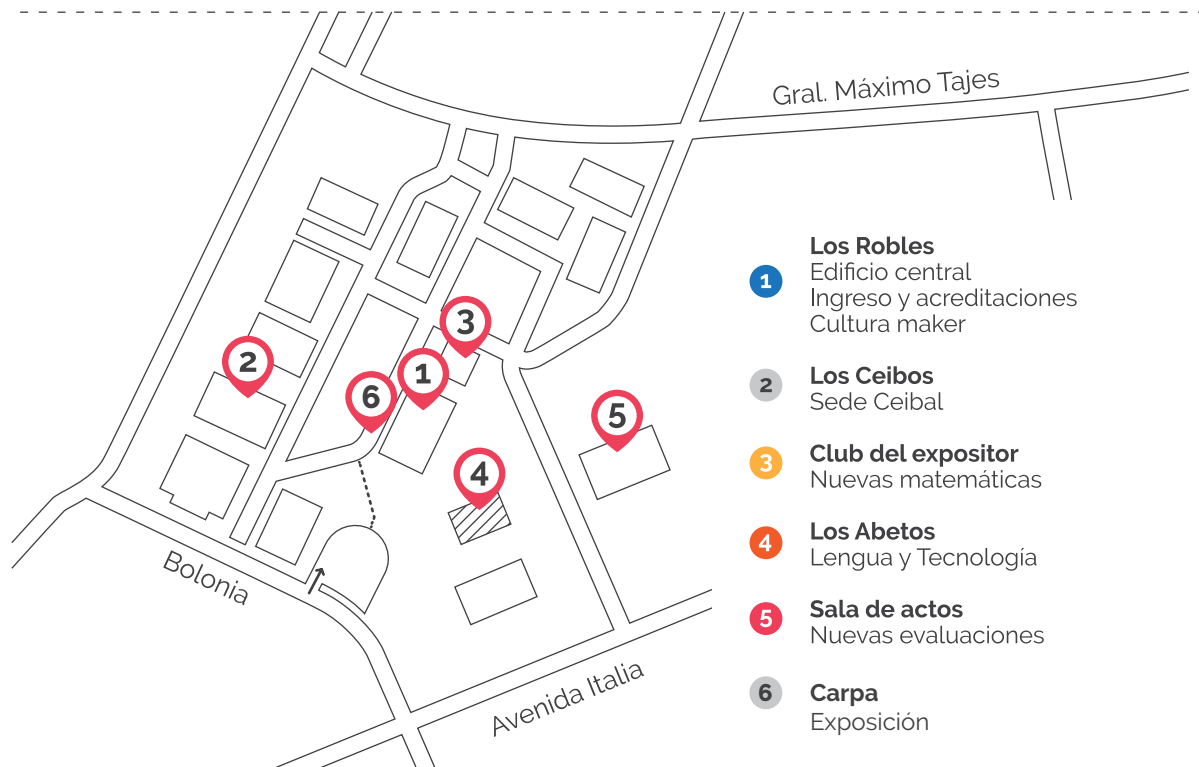 Gral. Máximo Tajes
3
1
2
6
5
4
Bolonia
Avenida Italia
1
Los Robles
Edificio central
Ingreso y acreditaciones
Cultura maker
2
Los Ceibos
Sede Ceibal
3
Club del expositor
Nuevas matemáticas
4
Los Abetos
Lengua y Tecnología
5
Sala de actos
Nuevas evaluaciones
6
Carpa
Exposición